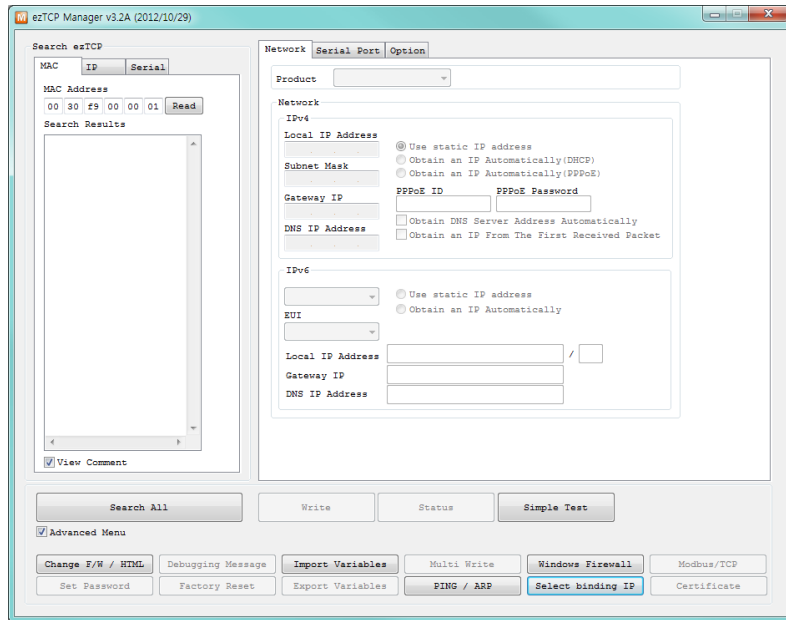 ezTCP Manager v3.2A (2012/10/29)
Search ezTCP
MAC IP Serial
MAC Address
00 30 f9 00 00 01 Read
Search Results
View Comment
Network Serial Port Option
Product
Network
IPv4
Local IP Address
Use static IP address
Obtain an IP Automatically(DHCP)
Subnet Mask
Obtain an IP Automatically(PPPoE)
PPPoE ID PPPoE Password
Gateway IP
Obtain DNS Server Address Automatically
DNS IP Address
Obtain an IP From The First Received Packet
IPv6
Use static IP address
Obtain an IP Automatically
EUI
Local IP Address /
Gateway IP
DNS IP Address
Search All Write Status Simple Test
Advanced Menu
Change F/W / HTML Debugging Message Import Variables Multi Write Windows Firewall Modbus/TCP
Set Password Factory Reset Export Variables PING / ARP Select binding IP Certificate